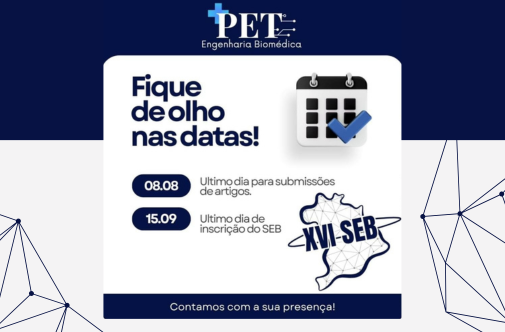 PET
Engenharia Biomédica
Fique
de olho
nas datas!
08.08
Ultimo dia para submissões
de artigos.
15.09
Ultimo dia de
inscrição do SEB
XVI SEB
Contamos com a sua presença!